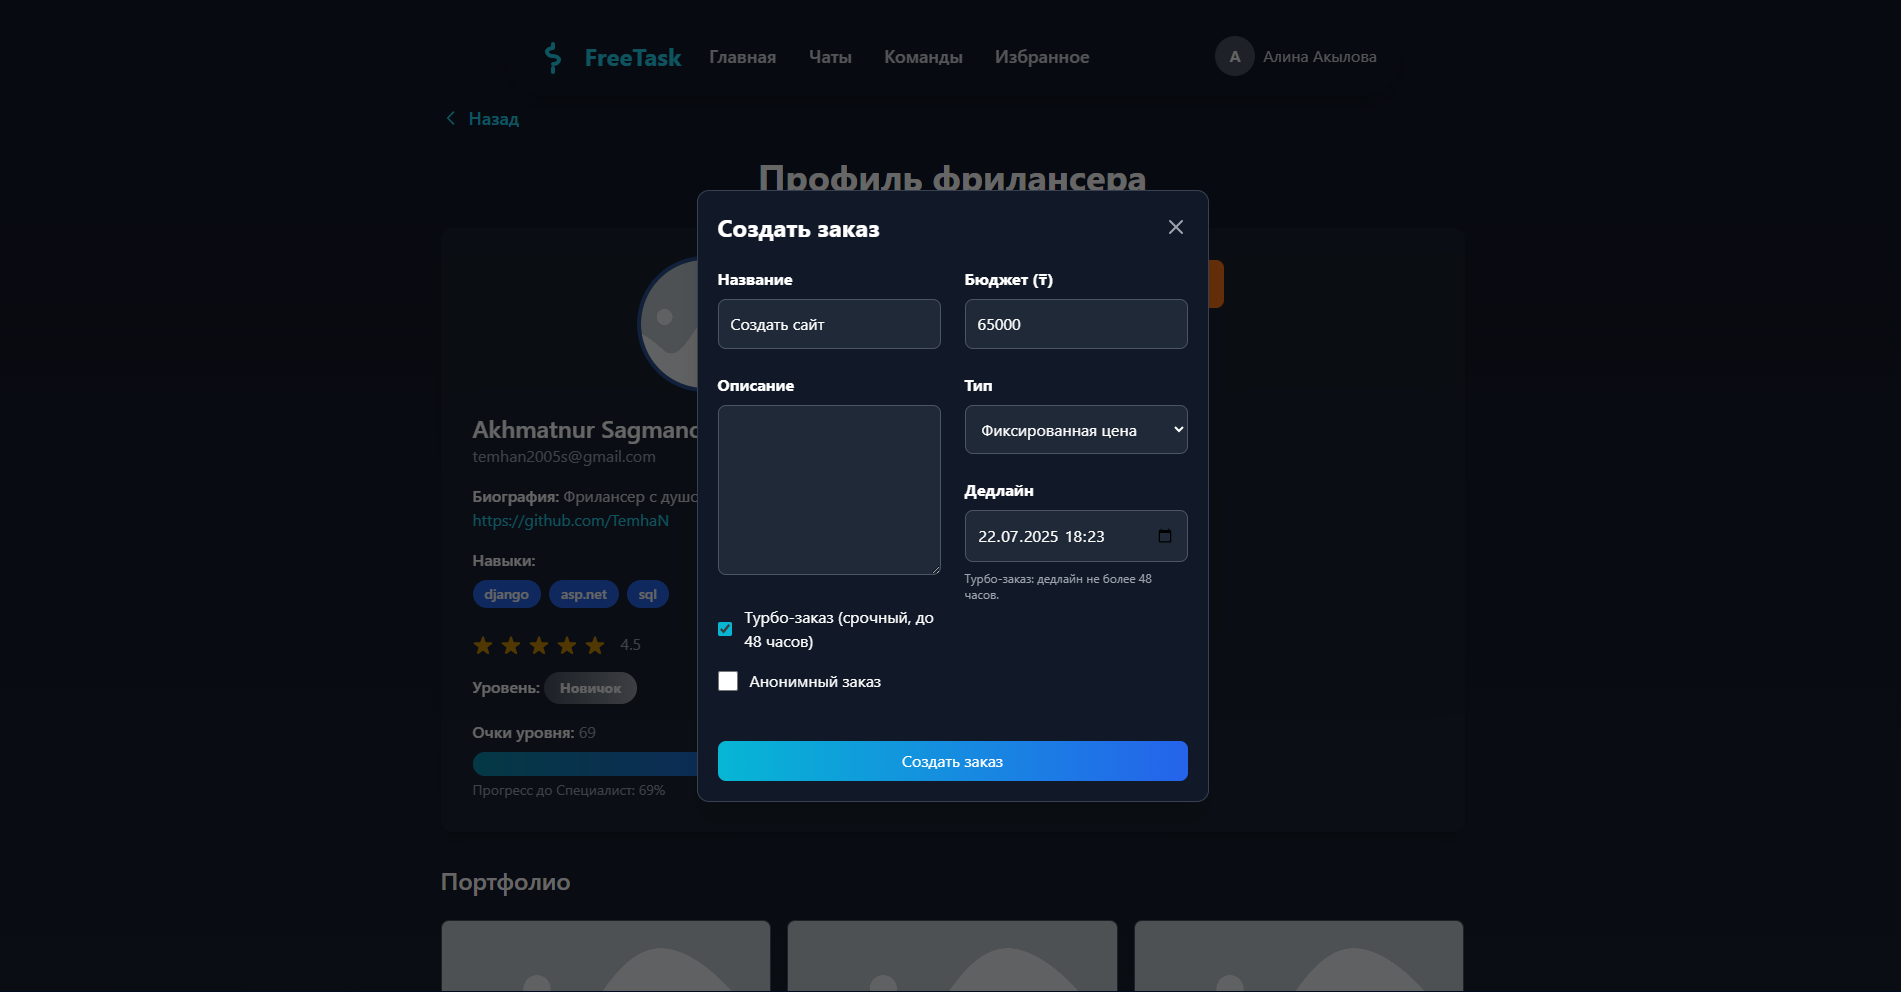 FreeTask
Главная
Чаты
Команды
Избранное
А
Алина Акылова
Назад
Профиль фрилансера
Создать заказ
Название
Создать сайт
Бюджет (₸)
65000
Описание
Тип
Фиксированная цена
Дедлайн
22.07.2025 18:23
Турбо-заказ: дедлайн не более 48
часов.
Турбо-заказ (срочный, до
48 часов)
Анонимный заказ
Создать заказ
Akhmatnur
temhan2005s@gmail.com
Биография: Фрилансер с
https://github.com/TemhaN
Навыки:
django
asp.net
sql
4.5
Уровень: Новичок
Очки уровня: 69
Прогресс до Специалист: 69%
Портфолио